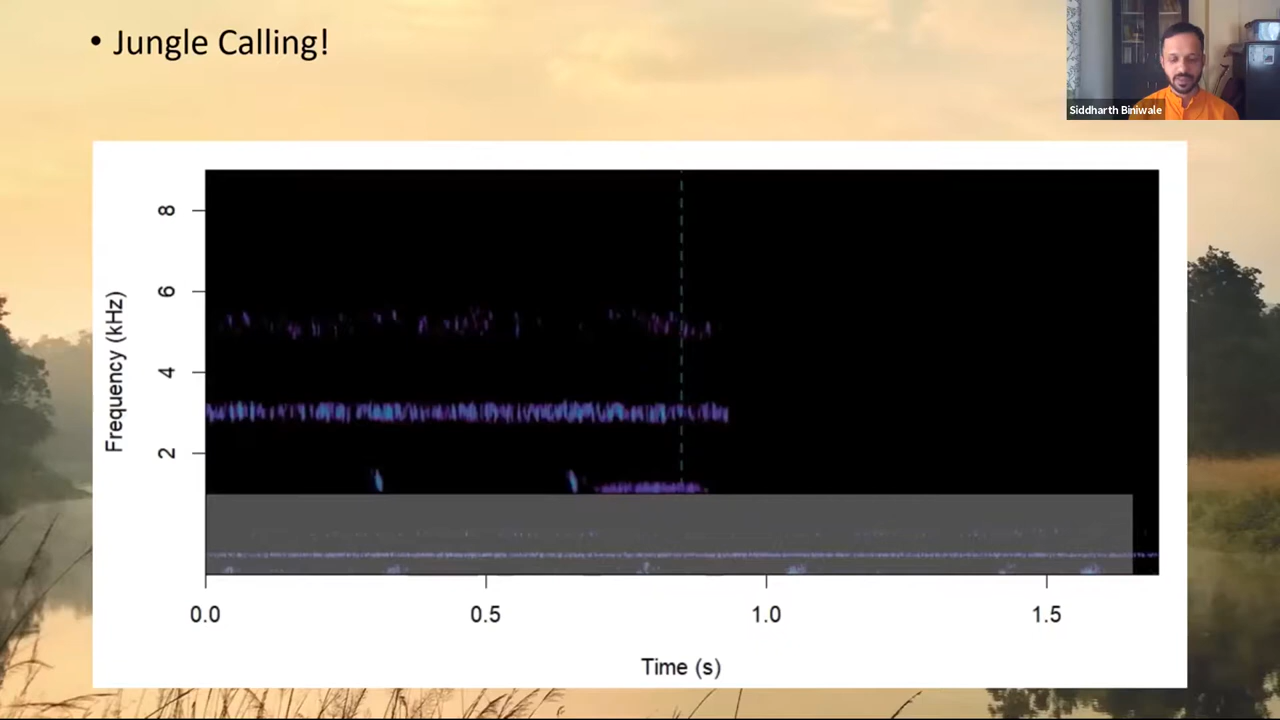 • Jungle Calling!
Siddharth Biniwale
8
6
4
2
Frequency (kHz)
0.0 0.5 1.0 1.5
Time (s)